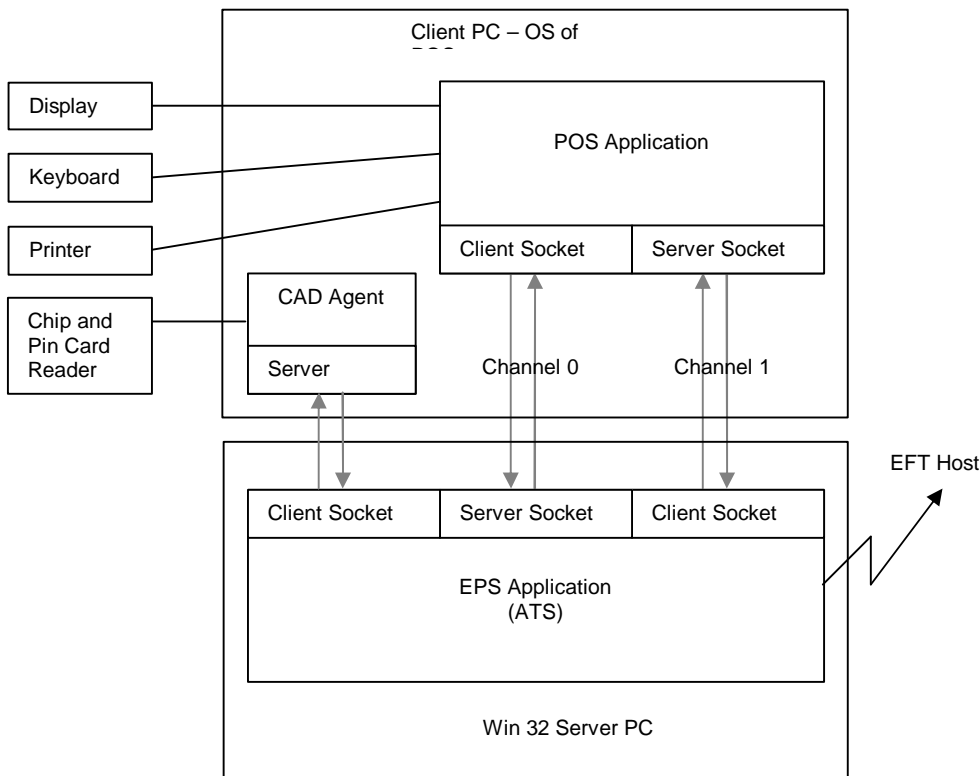 Client PC – OS of
Display
POS Application
Keyboard
Printer
Client Socket
Server Socket
CAD Agent
Chip and
Pin Card
Reader
Server
Channel 0
Channel 1
EFT Host
Client Socket
Server Socket
Client Socket
EPS Application
(ATS)
Win 32 Server PC